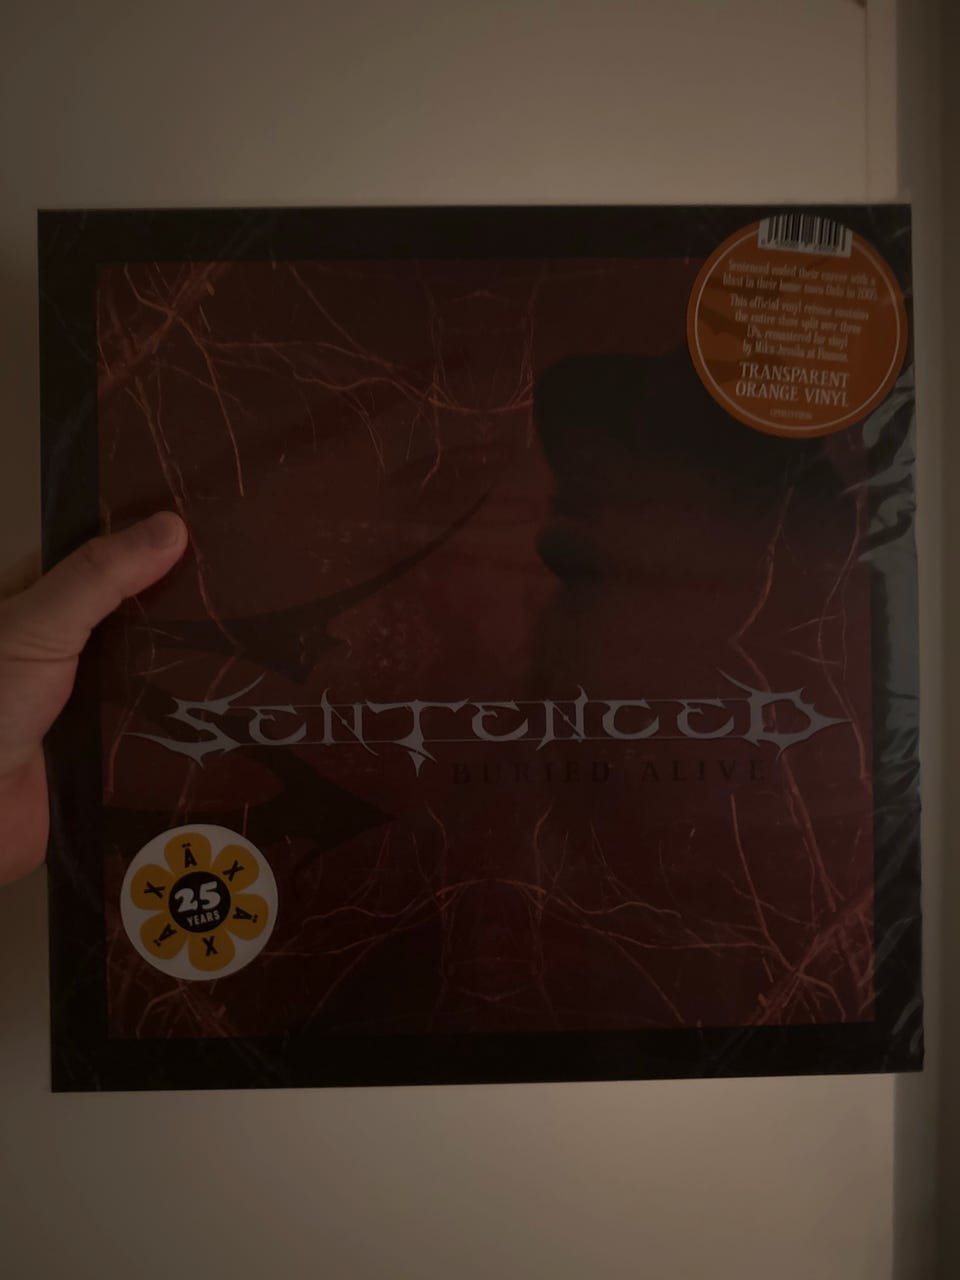 Sentenced ended their career with a
blast in their home town Oulu in 2005.
This official vinyl release contains
the entire show split over three
LPs, remastered for vinyl
by Mika Jussila at Finnvox.
TRANSPARENT
ORANGE VINYL
SENTENCED
BURIED ALIVE
Ä X Ä X Ä X
25
YEARS